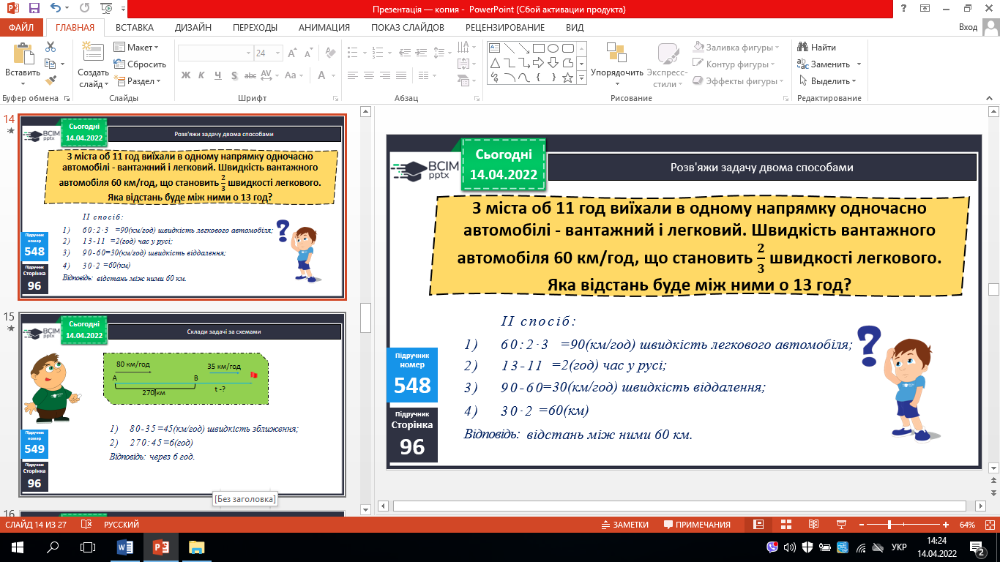 Презентація — копия - PowerPoint (Сбой активации продукта)
ФАЙЛ ГЛАВНАЯ ВСТАВКА ДИЗАЙН ПЕРЕХОДЫ АНИМАЦИЯ ПОКАЗ СЛАЙДОВ РЕЦЕНЗИРОВАНИЕ ВИД Вход
Вставить
Создать слайд
Макет
Сбросить
Раздел
24
Ж К Ч S abc AV Aa A
Упорядочить
Экспресс-стили
Заливка фигуры
Контур фигуры
Эффекты фигуры
Найти
Заменить
Выделить
Буфер обмена Слайды Шрифт Абзац Рисование Редактирование
14
Сьогодні
14.04.2022
BCIM
pptx
Розв'яжи задачу двома способами
З міста об 11 год виїхали в одному напрямку одночасно
автомобілі - вантажний і легковий. Швидкість вантажного
автомобіля 60 км/год, що становить 2/3 швидкості легкового.
Яка відстань буде між ними о 13 год?
II спосіб:
1) 60:2·3 =90(км/год) швидкість легкового автомобіля;
2) 13-11 =2(год) час у русі;
3) 90-60=30(км/год) швидкість віддалення;
4) 30·2 =60(км)
Відповідь: відстань між ними 60 км.
Підручник
номер
548
Підручник
Сторінка
96
15
Сьогодні
14.04.2022
BCIM
pptx
Склади задачі за схемами
80 км/год
35 км/год
A B
270 км
t -?
1) 80-35=45(км/год) швидкість зближення;
2) 270:45=6(год)
Відповідь: через 6 год.
Підручник
номер
549
Підручник
Сторінка
96
[Без заголовка]
16
Сьогодні
14.04.2022
BCIM
pptx
Розв'яжи задачу двома способами
З міста об 11 год виїхали в одному напрямку одночасно
автомобілі - вантажний і легковий. Швидкість вантажного
автомобіля 60 км/год, що становить 2/3 швидкості легкового.
Яка відстань буде між ними о 13 год?
II спосіб:
1) 60:2·3 =90(км/год) швидкість легкового автомобіля;
2) 13-11 =2(год) час у русі;
3) 90-60=30(км/год) швидкість віддалення;
4) 30·2 =60(км)
Відповідь: відстань між ними 60 км.
Підручник
номер
548
Підручник
Сторінка
96
СЛАЙД 14 ИЗ 27 РУССКИЙ ЗАМЕТКИ ПРИМЕЧАНИЯ 64%
УКР
14:24
14.04.2022
2